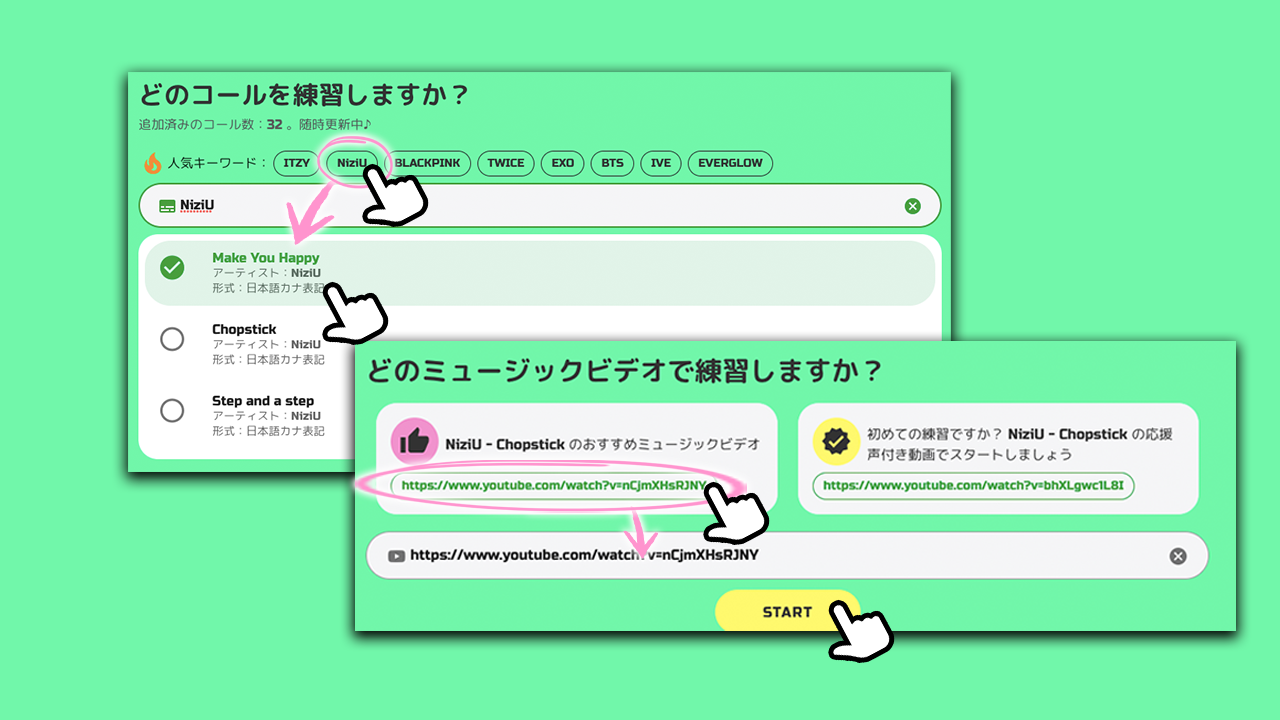 どのコールを練習しますか？
追加済みのコール数：32 。随時更新中♪
人気キーワード： ITZY NiziU BLACKPINK TWICE EXO BTS IVE EVERGLOW
NiziU
Make You Happy
アーティスト：NiziU
形式：日本語カナ表記
Chopstick
アーティスト：NiziU
形式：日本語カナ表記
Step and a step
アーティスト：NiziU
形式：日本語カナ表記
どのミュージックビデオで練習しますか？
NiziU - Chopstick のおすすめミュージックビデオ
https://www.youtube.com/watch?v=nCjmXHsRJNY
初めての練習ですか？ NiziU - Chopstick の応援
声付き動画でスタートしましょう
https://www.youtube.com/watch?v=bhXLgwc1L8I
https://www.youtube.com/watch?v=nCjmXHsRJNY
START